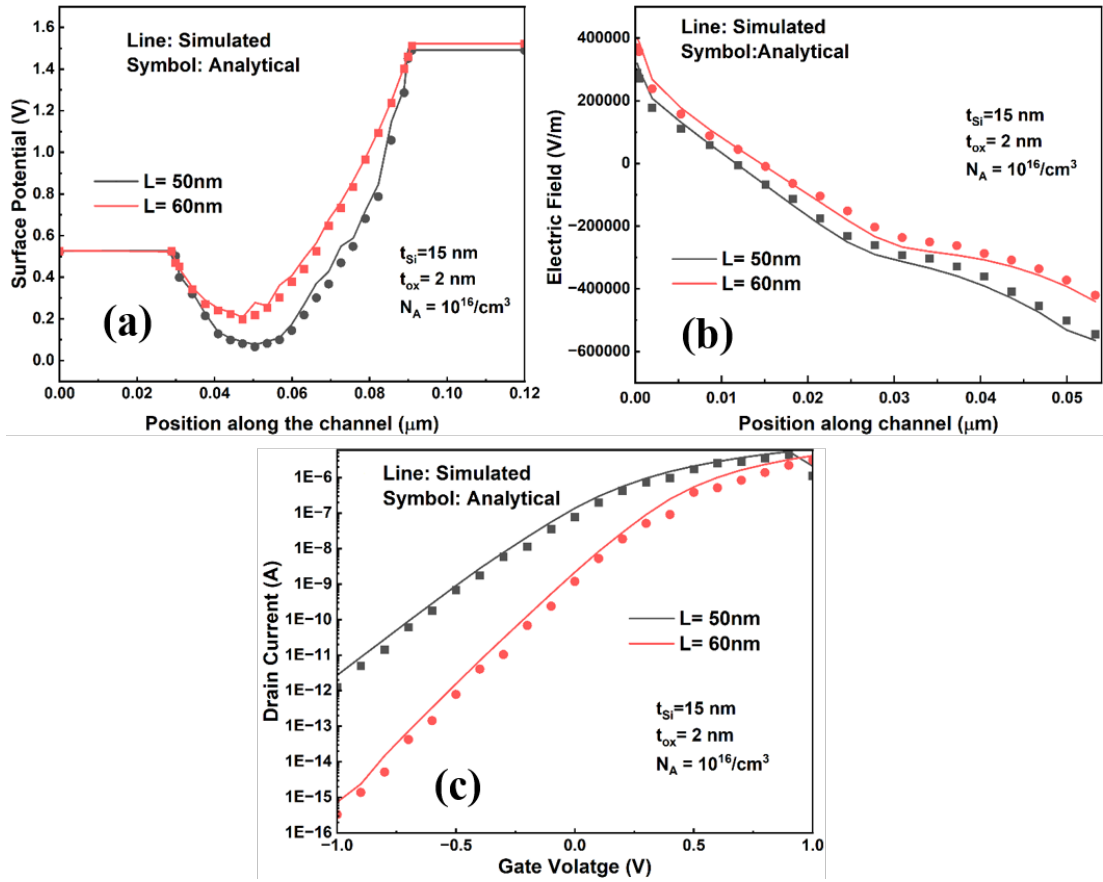 (a)
Line: Simulated
Symbol: Analytical
L= 50nm
L= 60nm
tSi=15 nm
tox= 2 nm
NA = 10^16/cm^3
Surface Potential (V)
1.6
1.4
1.2
1.0
0.8
0.6
0.4
0.2
0.0
0.00 0.02 0.04 0.06 0.08 0.10 0.12
Position along the channel (μm)
(b)
Line: Simulated
Symbol:Analytical
tSi=15 nm
tox= 2 nm
NA = 10^16/cm^3
L= 50nm
L= 60nm
Electric Field (V/m)
400000
200000
0
−200000
−400000
−600000
0.00 0.01 0.02 0.03 0.04 0.05
Position along channel (μm)
(c)
Line: Simulated
Symbol: Analytical
L= 50nm
L= 60nm
tSi=15 nm
tox= 2 nm
NA = 10^16/cm^3
Drain Current (A)
1E-6
1E-7
1E-8
1E-9
1E-10
1E-11
1E-12
1E-13
1E-14
1E-15
1E-16
−1.0 −0.5 0.0 0.5 1.0
Gate Volatge (V)